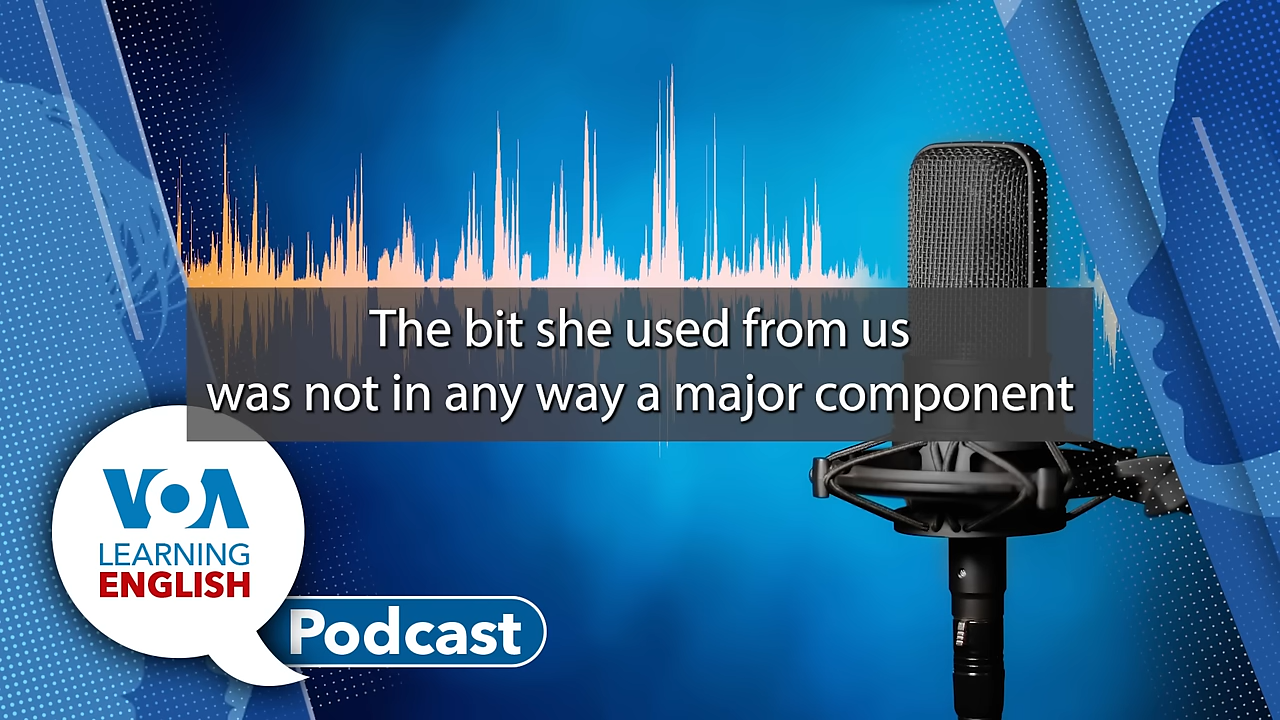 The bit she used from us
was not in any way a major component
VOA
LEARNING
ENGLISH
Podcast